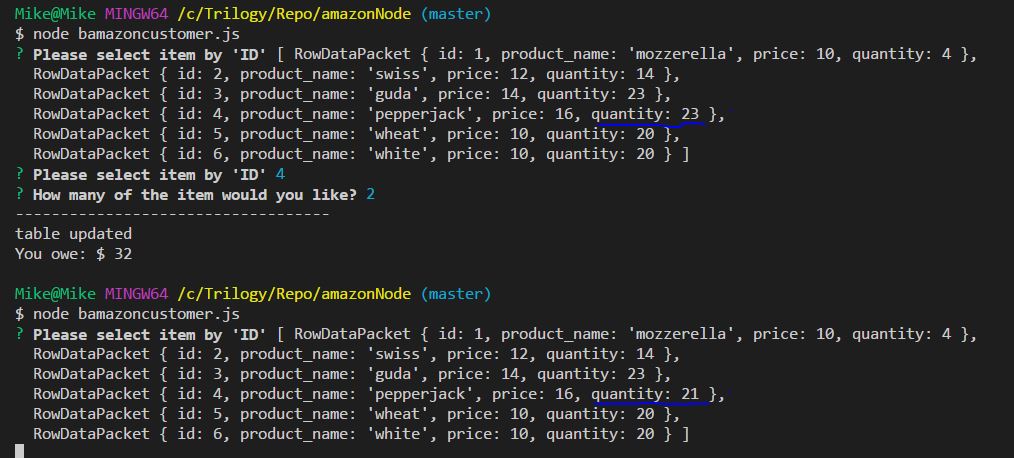 Mike@Mike MINGW64 /c/Trilogy/Repo/amazonNode (master)
$ node bamazoncustomer.js
? Please select item by 'ID' [ RowDataPacket { id: 1, product_name: 'mozzerella', price: 10, quantity: 4 },
  RowDataPacket { id: 2, product_name: 'swiss', price: 12, quantity: 14 },
  RowDataPacket { id: 3, product_name: 'guda', price: 14, quantity: 23 },
  RowDataPacket { id: 4, product_name: 'pepperjack', price: 16, quantity: 23 },
  RowDataPacket { id: 5, product_name: 'wheat', price: 10, quantity: 20 },
  RowDataPacket { id: 6, product_name: 'white', price: 10, quantity: 20 } ]
? Please select item by 'ID' 4
? How many of the item would you like? 2
-----------------------------------
table updated
You owe: $ 32
Mike@Mike MINGW64 /c/Trilogy/Repo/amazonNode (master)
$ node bamazoncustomer.js
? Please select item by 'ID' [ RowDataPacket { id: 1, product_name: 'mozzerella', price: 10, quantity: 4 },
  RowDataPacket { id: 2, product_name: 'swiss', price: 12, quantity: 14 },
  RowDataPacket { id: 3, product_name: 'guda', price: 14, quantity: 23 },
  RowDataPacket { id: 4, product_name: 'pepperjack', price: 16, quantity: 21 },
  RowDataPacket { id: 5, product_name: 'wheat', price: 10, quantity: 20 },
  RowDataPacket { id: 6, product_name: 'white', price: 10, quantity: 20 } ]